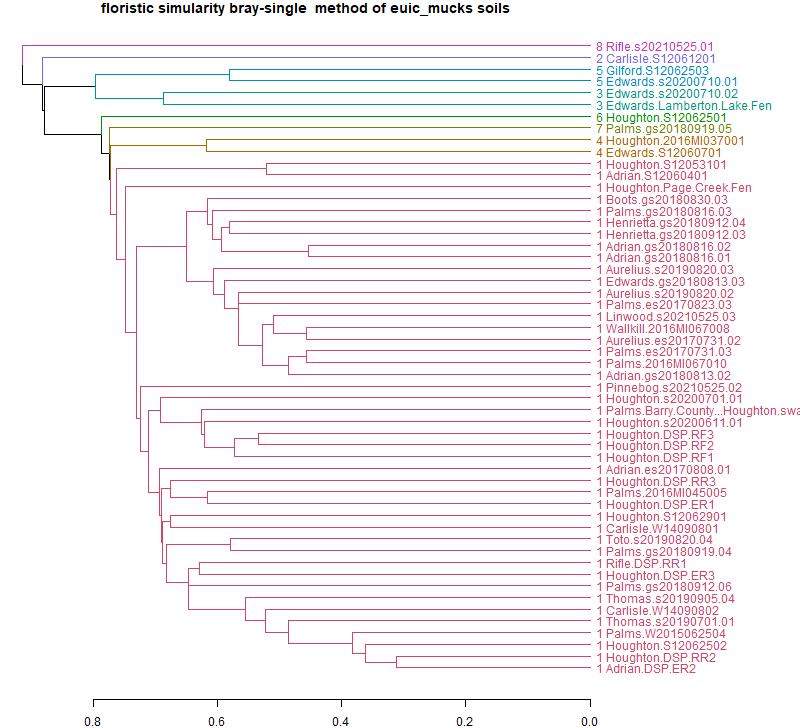 floristic simularity bray-single method of euic_mucks soils
8 Rifle.s20210525.01
2 Carlisle.S12061201
5 Gilford.S12062503
5 Edwards.s20200710.01
3 Edwards.s20200710.02
3 Edwards.Lamberton.Lake.Fen
6 Houghton.S12062501
7 Palms.gs20180919.05
4 Houghton.2016MI037001
4 Edwards.S12060701
1 Houghton.S12053101
1 Adrian.S12060401
1 Houghton.Page.Creek.Fen
1 Boots.gs20180830.03
1 Palms.gs20180816.03
1 Henrietta.gs20180912.04
1 Henrietta.gs20180912.03
1 Adrian.gs20180816.02
1 Adrian.gs20180816.01
1 Aurelius.s20190820.03
1 Edwards.gs20180813.03
1 Aurelius.s20190820.02
1 Palms.es20170823.03
1 Linwood.s20210525.03
1 Wallkill.2016MI067008
1 Aurelius.es20170731.02
1 Palms.es20170731.03
1 Palms.2016MI067010
1 Adrian.gs20180813.02
1 Pinnebog.s20210525.02
1 Houghton.s20200701.01
1 Palms.Barry.County...Houghton.swa
1 Houghton.s20200611.01
1 Houghton.DSP.RF3
1 Houghton.DSP.RF2
1 Houghton.DSP.RF1
1 Adrian.es20170808.01
1 Houghton.DSP.RR3
1 Palms.2016MI045005
1 Houghton.DSP.ER1
1 Houghton.S12062901
1 Carlisle.W14090801
1 Toto.s20190820.04
1 Palms.gs20180919.04
1 Rifle.DSP.RR1
1 Houghton.DSP.ER3
1 Palms.gs20180912.06
1 Thomas.s20190905.04
1 Carlisle.W14090802
1 Thomas.s20190701.01
1 Palms.W2015062504
1 Houghton.S12062502
1 Houghton.DSP.RR2
1 Adrian.DSP.ER2
0.8 0.6 0.4 0.2 0.0